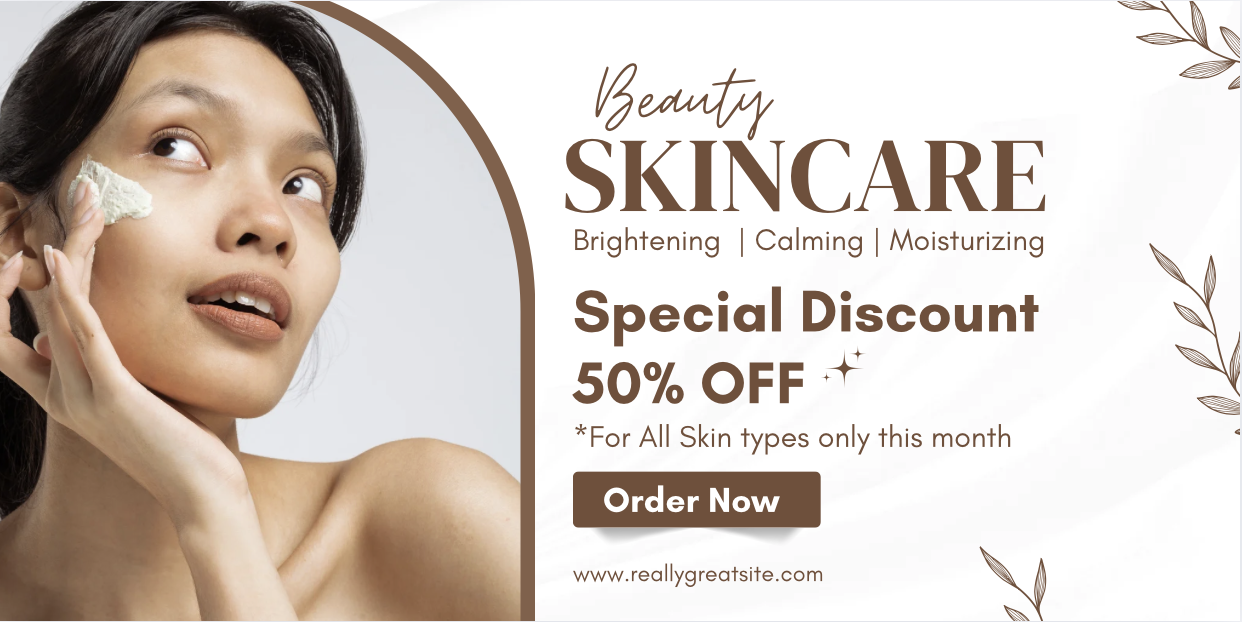 Beauty
SKINCARE
Brightening | Calming | Moisturizing
Special Discount
50% OFF
*For All Skin types only this month
Order Now
www.reallygreatsite.com